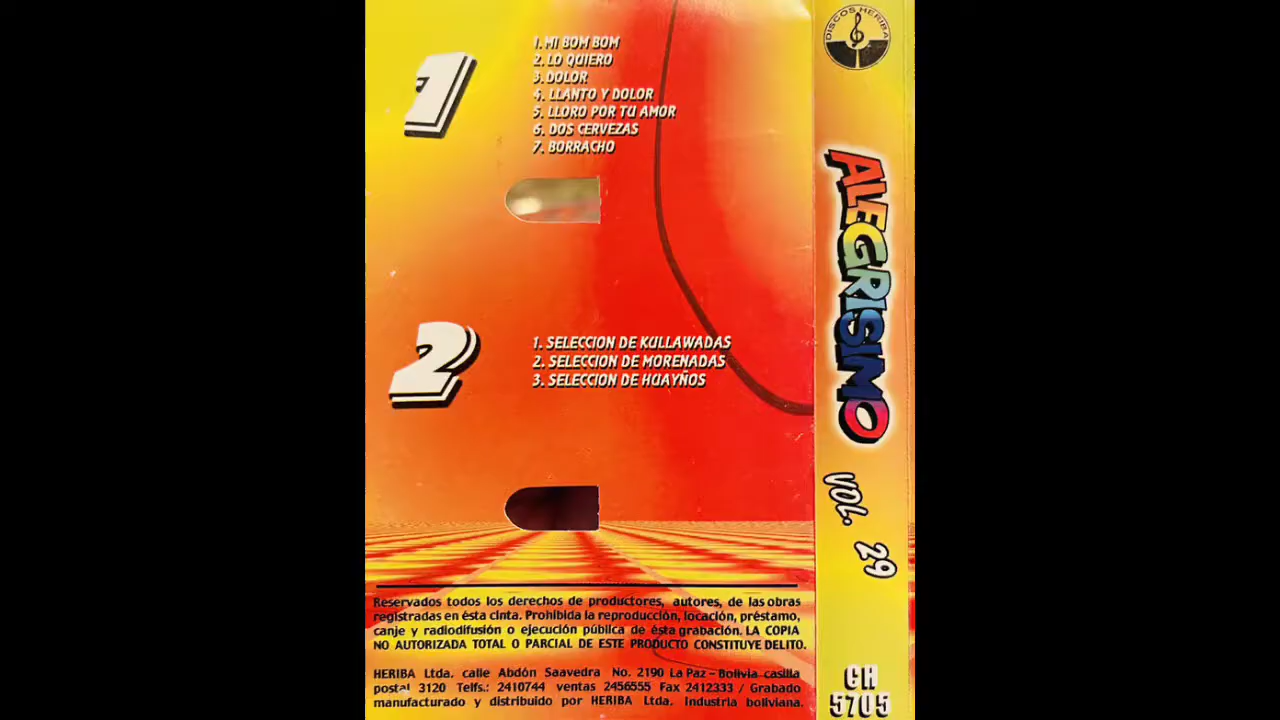 1
1. MI BOM BOM
2. LO QUIERO
3. DOLOR
4. LLANTO Y DOLOR
5. LLORO POR TU AMOR
6. DOS CERVEZAS
7. BORRACHO
2
1. SELECCION DE KULLAWADAS
2. SELECCION DE MORENADAS
3. SELECCION DE HUAYÑOS
Reservados todos los derechos de productores, autores, de las obras
registradas en ésta cinta. Prohibida la reproducción, locación, préstamo,
canje y radiodifusión o ejecución pública de ésta grabación. LA COPIA
NO AUTORIZADA TOTAL O PARCIAL DE ESTE PRODUCTO CONSTITUYE DELITO.
HERIBA Ltda. calle Abdón Saavedra No. 2190 La Paz - Bolivia casilla
postal 3120 Telfs.: 2410744 ventas 2456555 Fax 2412333 / Grabado
manufacturado y distribuido por HERIBA Ltda. Industria boliviana.
DISCOS HERIBA
ALEGRISIMO
VOL. 29
CH
5705